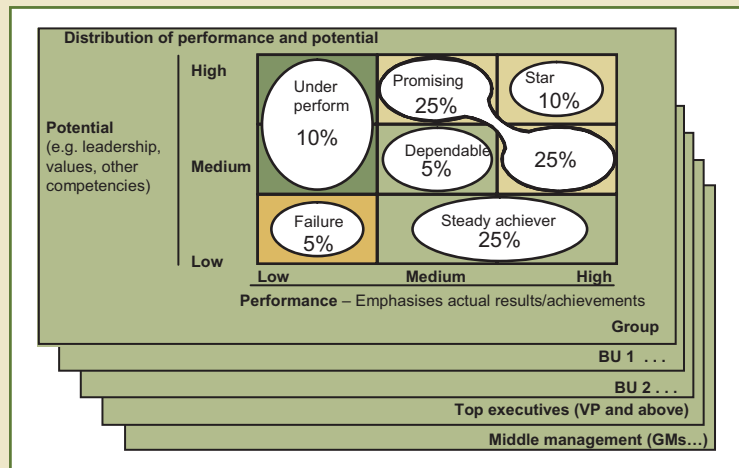 Distribution of performance and potential
High
Under
perform
10%
Promising
25%
Star
10%
Potential
(e.g. leadership,
values, other
competencies)
Medium
Dependable
5%
25%
Failure
5%
Steady achiever
25%
Low
Low Medium High
Performance – Emphasises actual results/achievements
Group
BU 1 . . .
BU 2 . . .
Top executives (VP and above)
Middle management (GMs...)